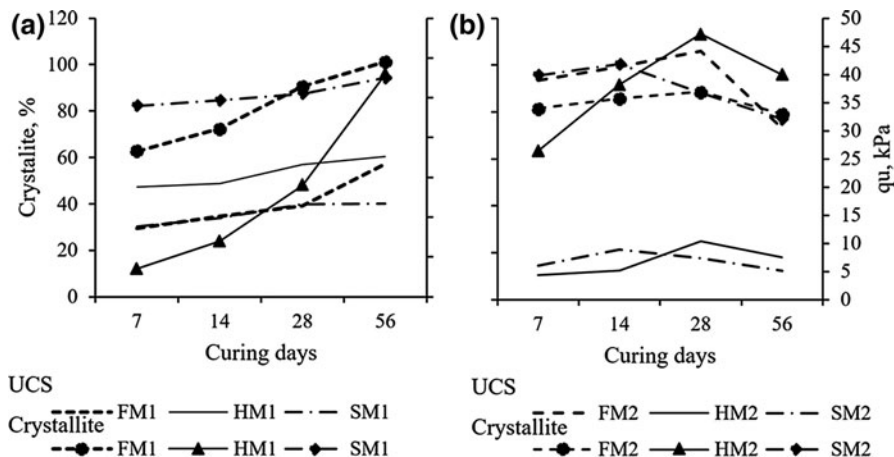 (a)
120
100
80
60
40
20
0
Crystalite, %
7 14 28 56
Curing days
UCS
FM1 HM1 SM1
Crystallite
FM1 HM1 SM1
(b)
50
45
40
35
30
25
20
15
10
5
0
qu, kPa
7 14 28 56
Curing days
UCS
FM2 HM2 SM2
Crystallite
FM2 HM2 SM2